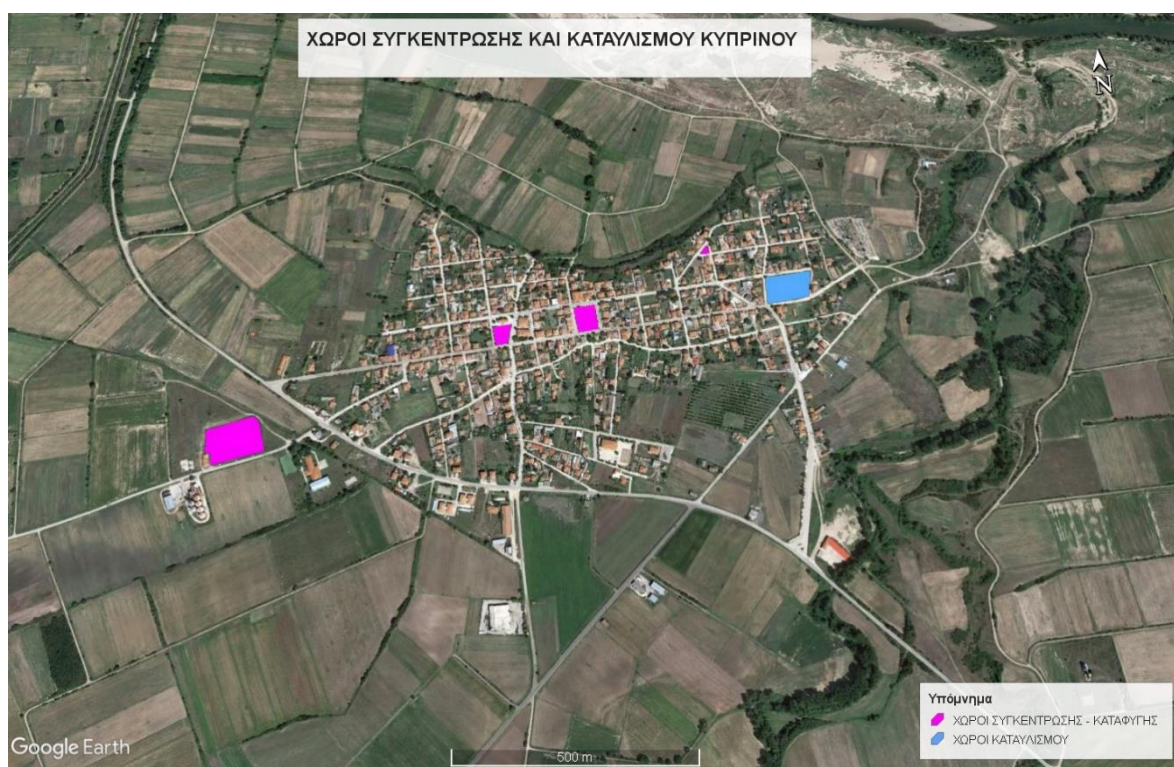 ΧΩΡΟΙ ΣΥΓΚΕΝΤΡΩΣΗΣ ΚΑΙ ΚΑΤΑΥΛΙΣΜΟΥ ΚΥΠΡΙΝΟΥ
N
Υπόμνημα
ΧΩΡΟΙ ΣΥΓΚΕΝΤΡΩΣΗΣ - ΚΑΤΑΦΥΓΗΣ
ΧΩΡΟΙ ΚΑΤΑΥΛΙΣΜΟΥ
Google Earth
500 m